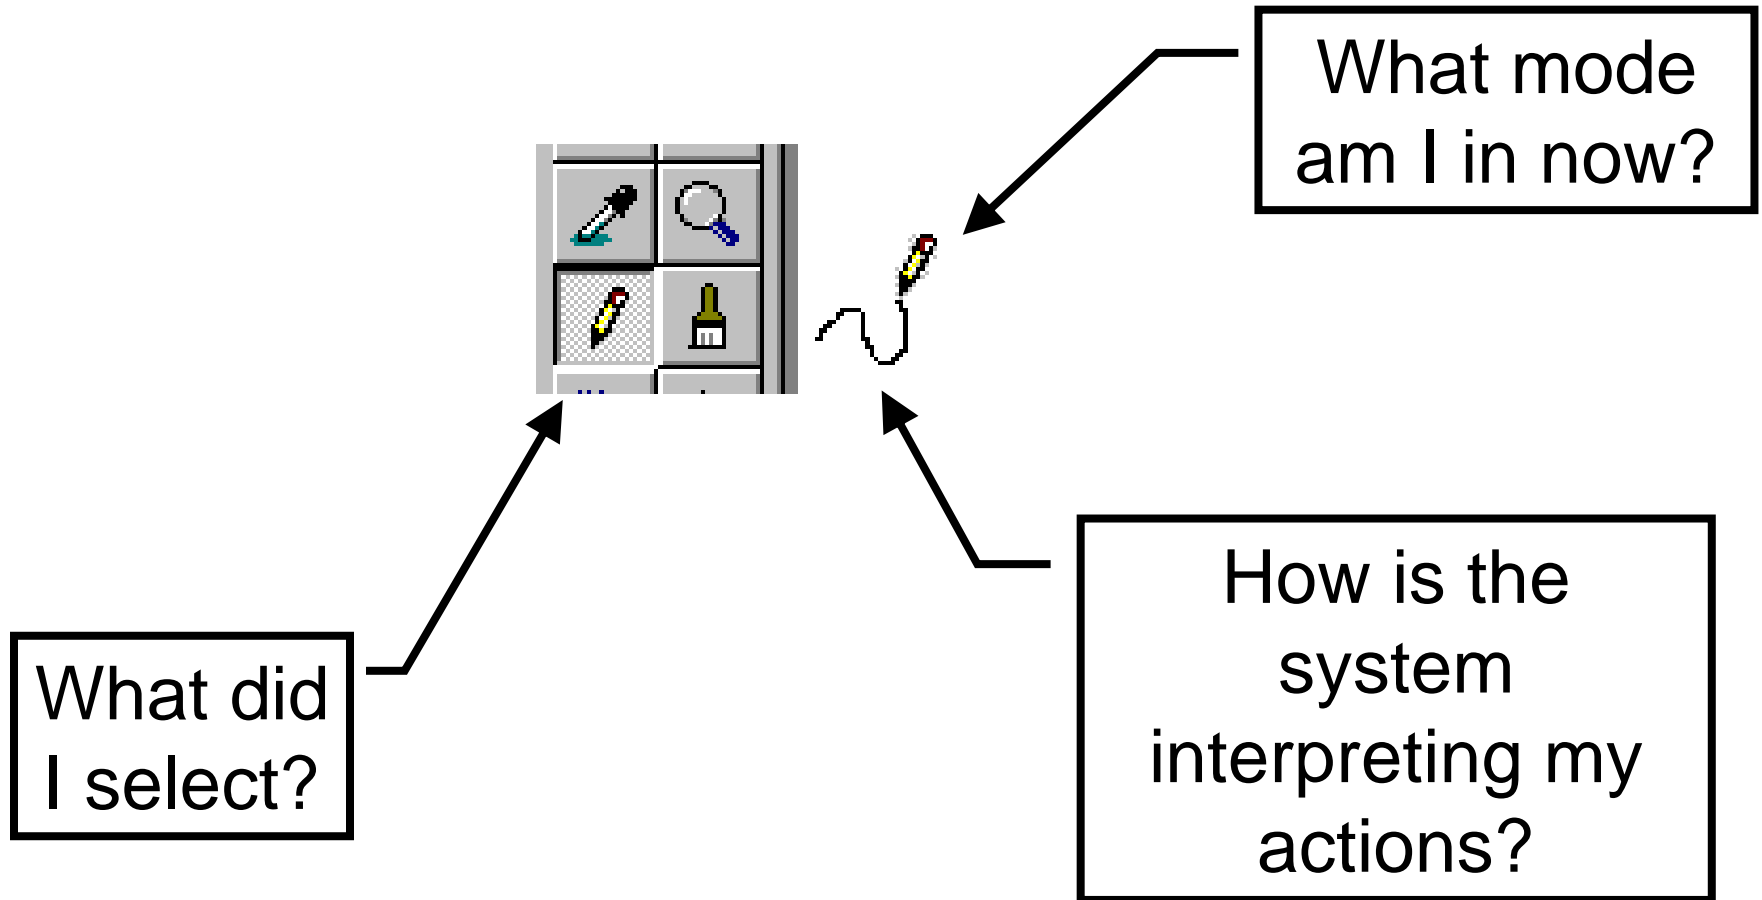 What mode
am I in now?
What did
I select?
How is the
system
interpreting my
actions?